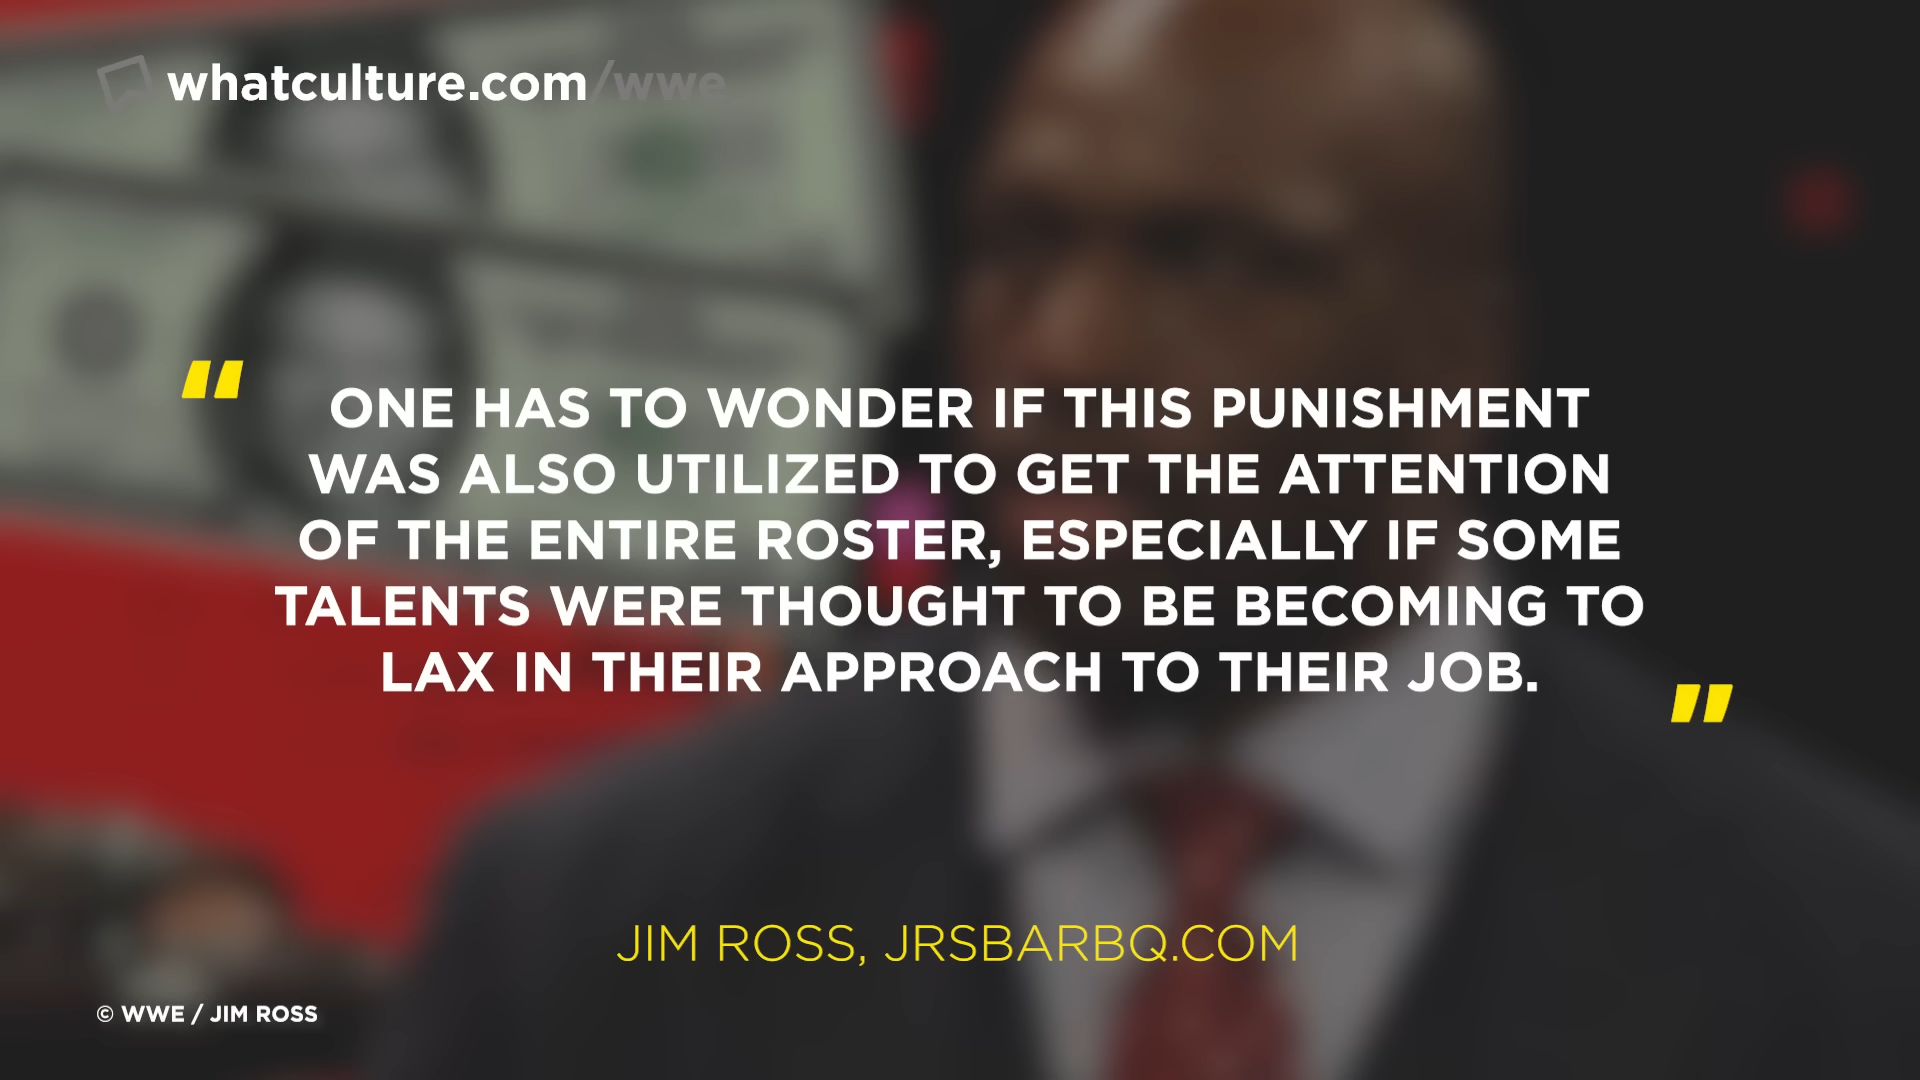 whatculture.com/wwe
“ ONE HAS TO WONDER IF THIS PUNISHMENT
WAS ALSO UTILIZED TO GET THE ATTENTION
OF THE ENTIRE ROSTER, ESPECIALLY IF SOME
TALENTS WERE THOUGHT TO BE BECOMING TO
LAX IN THEIR APPROACH TO THEIR JOB. ”
JIM ROSS, JRSBARBQ.COM
© WWE / JIM ROSS